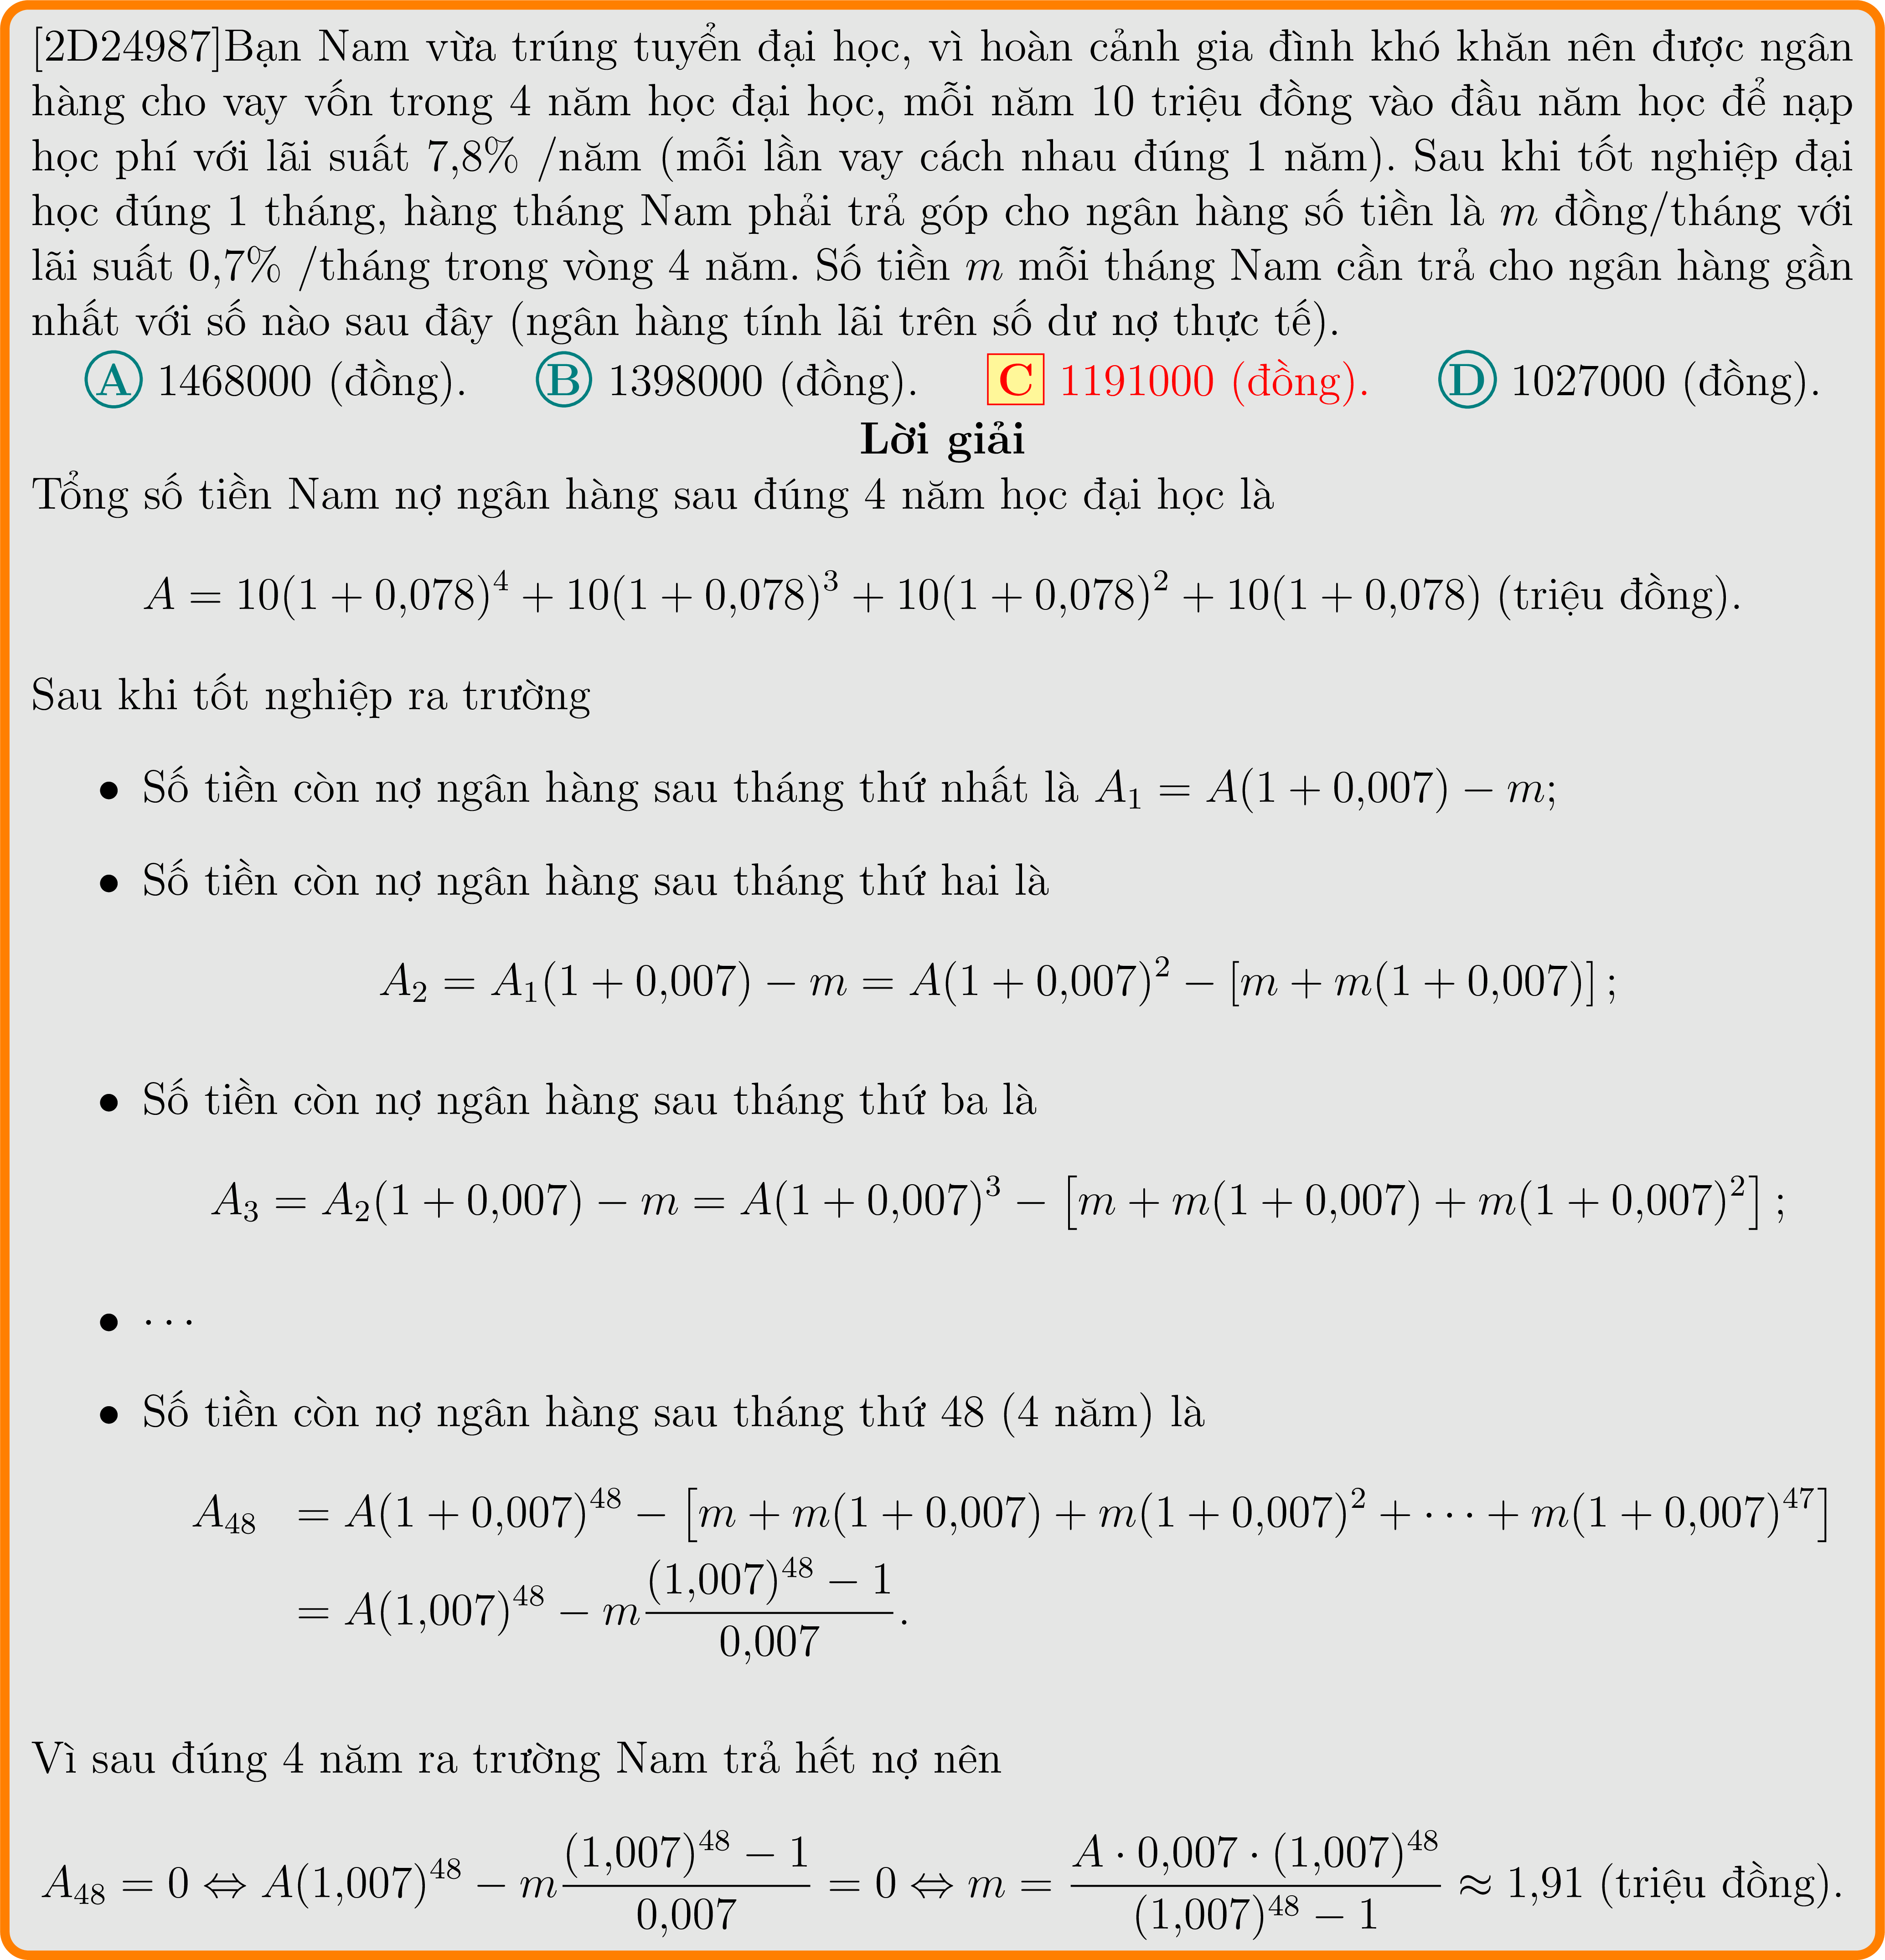 [2D24987]Bạn Nam vừa trúng tuyển đại học, vì hoàn cảnh gia đình khó khăn nên được ngân
hàng cho vay vốn trong 4 năm học đại học, mỗi năm 10 triệu đồng vào đầu năm học để nạp
học phí với lãi suất 7,8% /năm (mỗi lần vay cách nhau đúng 1 năm). Sau khi tốt nghiệp đại
học đúng 1 tháng, hàng tháng Nam phải trả góp cho ngân hàng số tiền là m đồng/tháng với
lãi suất 0,7% /tháng trong vòng 4 năm. Số tiền m mỗi tháng Nam cần trả cho ngân hàng gần
nhất với số nào sau đây (ngân hàng tính lãi trên số dư nợ thực tế).
A 1468000 (đồng). B 1398000 (đồng). C 1191000 (đồng). D 1027000 (đồng).
Lời giải
Tổng số tiền Nam nợ ngân hàng sau đúng 4 năm học đại học là
A = 10(1 + 0,078)^4 + 10(1 + 0,078)^3 + 10(1 + 0,078)^2 + 10(1 + 0,078) (triệu đồng).
Sau khi tốt nghiệp ra trường
• Số tiền còn nợ ngân hàng sau tháng thứ nhất là A_1 = A(1 + 0,007) − m;
• Số tiền còn nợ ngân hàng sau tháng thứ hai là
A_2 = A_1(1 + 0,007) − m = A(1 + 0,007)^2 − [m + m(1 + 0,007)] ;
• Số tiền còn nợ ngân hàng sau tháng thứ ba là
A_3 = A_2(1 + 0,007) − m = A(1 + 0,007)^3 − [m + m(1 + 0,007) + m(1 + 0,007)^2] ;
• · · ·
• Số tiền còn nợ ngân hàng sau tháng thứ 48 (4 năm) là
A_48 = A(1 + 0,007)^48 − [m + m(1 + 0,007) + m(1 + 0,007)^2 + · · · + m(1 + 0,007)^47]
= A(1,007)^48 − m \frac{(1,007)^48 − 1}{0,007}.
Vì sau đúng 4 năm ra trường Nam trả hết nợ nên
A_48 = 0 ⇔ A(1,007)^48 − m \frac{(1,007)^48 − 1}{0,007} = 0 ⇔ m = \frac{A · 0,007 · (1,007)^48}{(1,007)^48 − 1} ≈ 1,91 (triệu đồng).